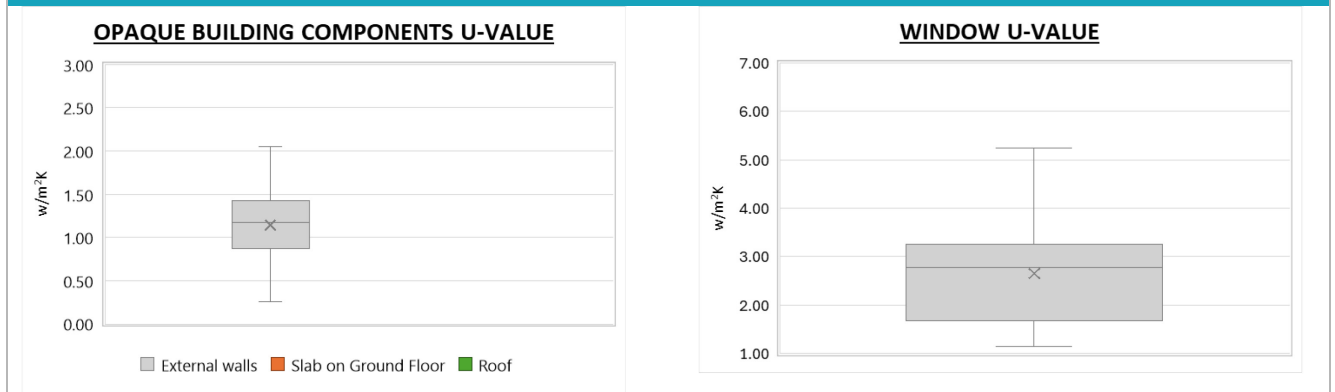 OPAQUE BUILDING COMPONENTS U-VALUE
3.00
2.50
2.00
1.50
1.00
0.50
0.00
w/m²K
External walls Slab on Ground Floor Roof
WINDOW U-VALUE
7.00
6.00
5.00
4.00
3.00
2.00
1.00
w/m²K